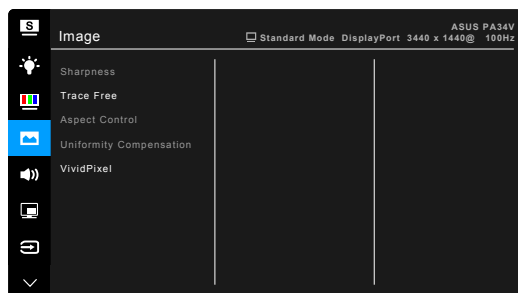 S
ASUS PA34V
Image
Standard Mode DisplayPort 3440 x 1440@ 100Hz
Sharpness
Trace Free
Aspect Control
Uniformity Compensation
VividPixel